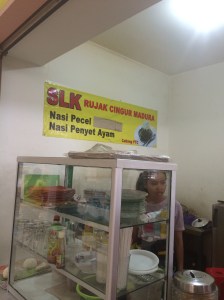 SLK RUJAK CINGUR MADURA
Nasi Pecel
Nasi Penyet Ayam